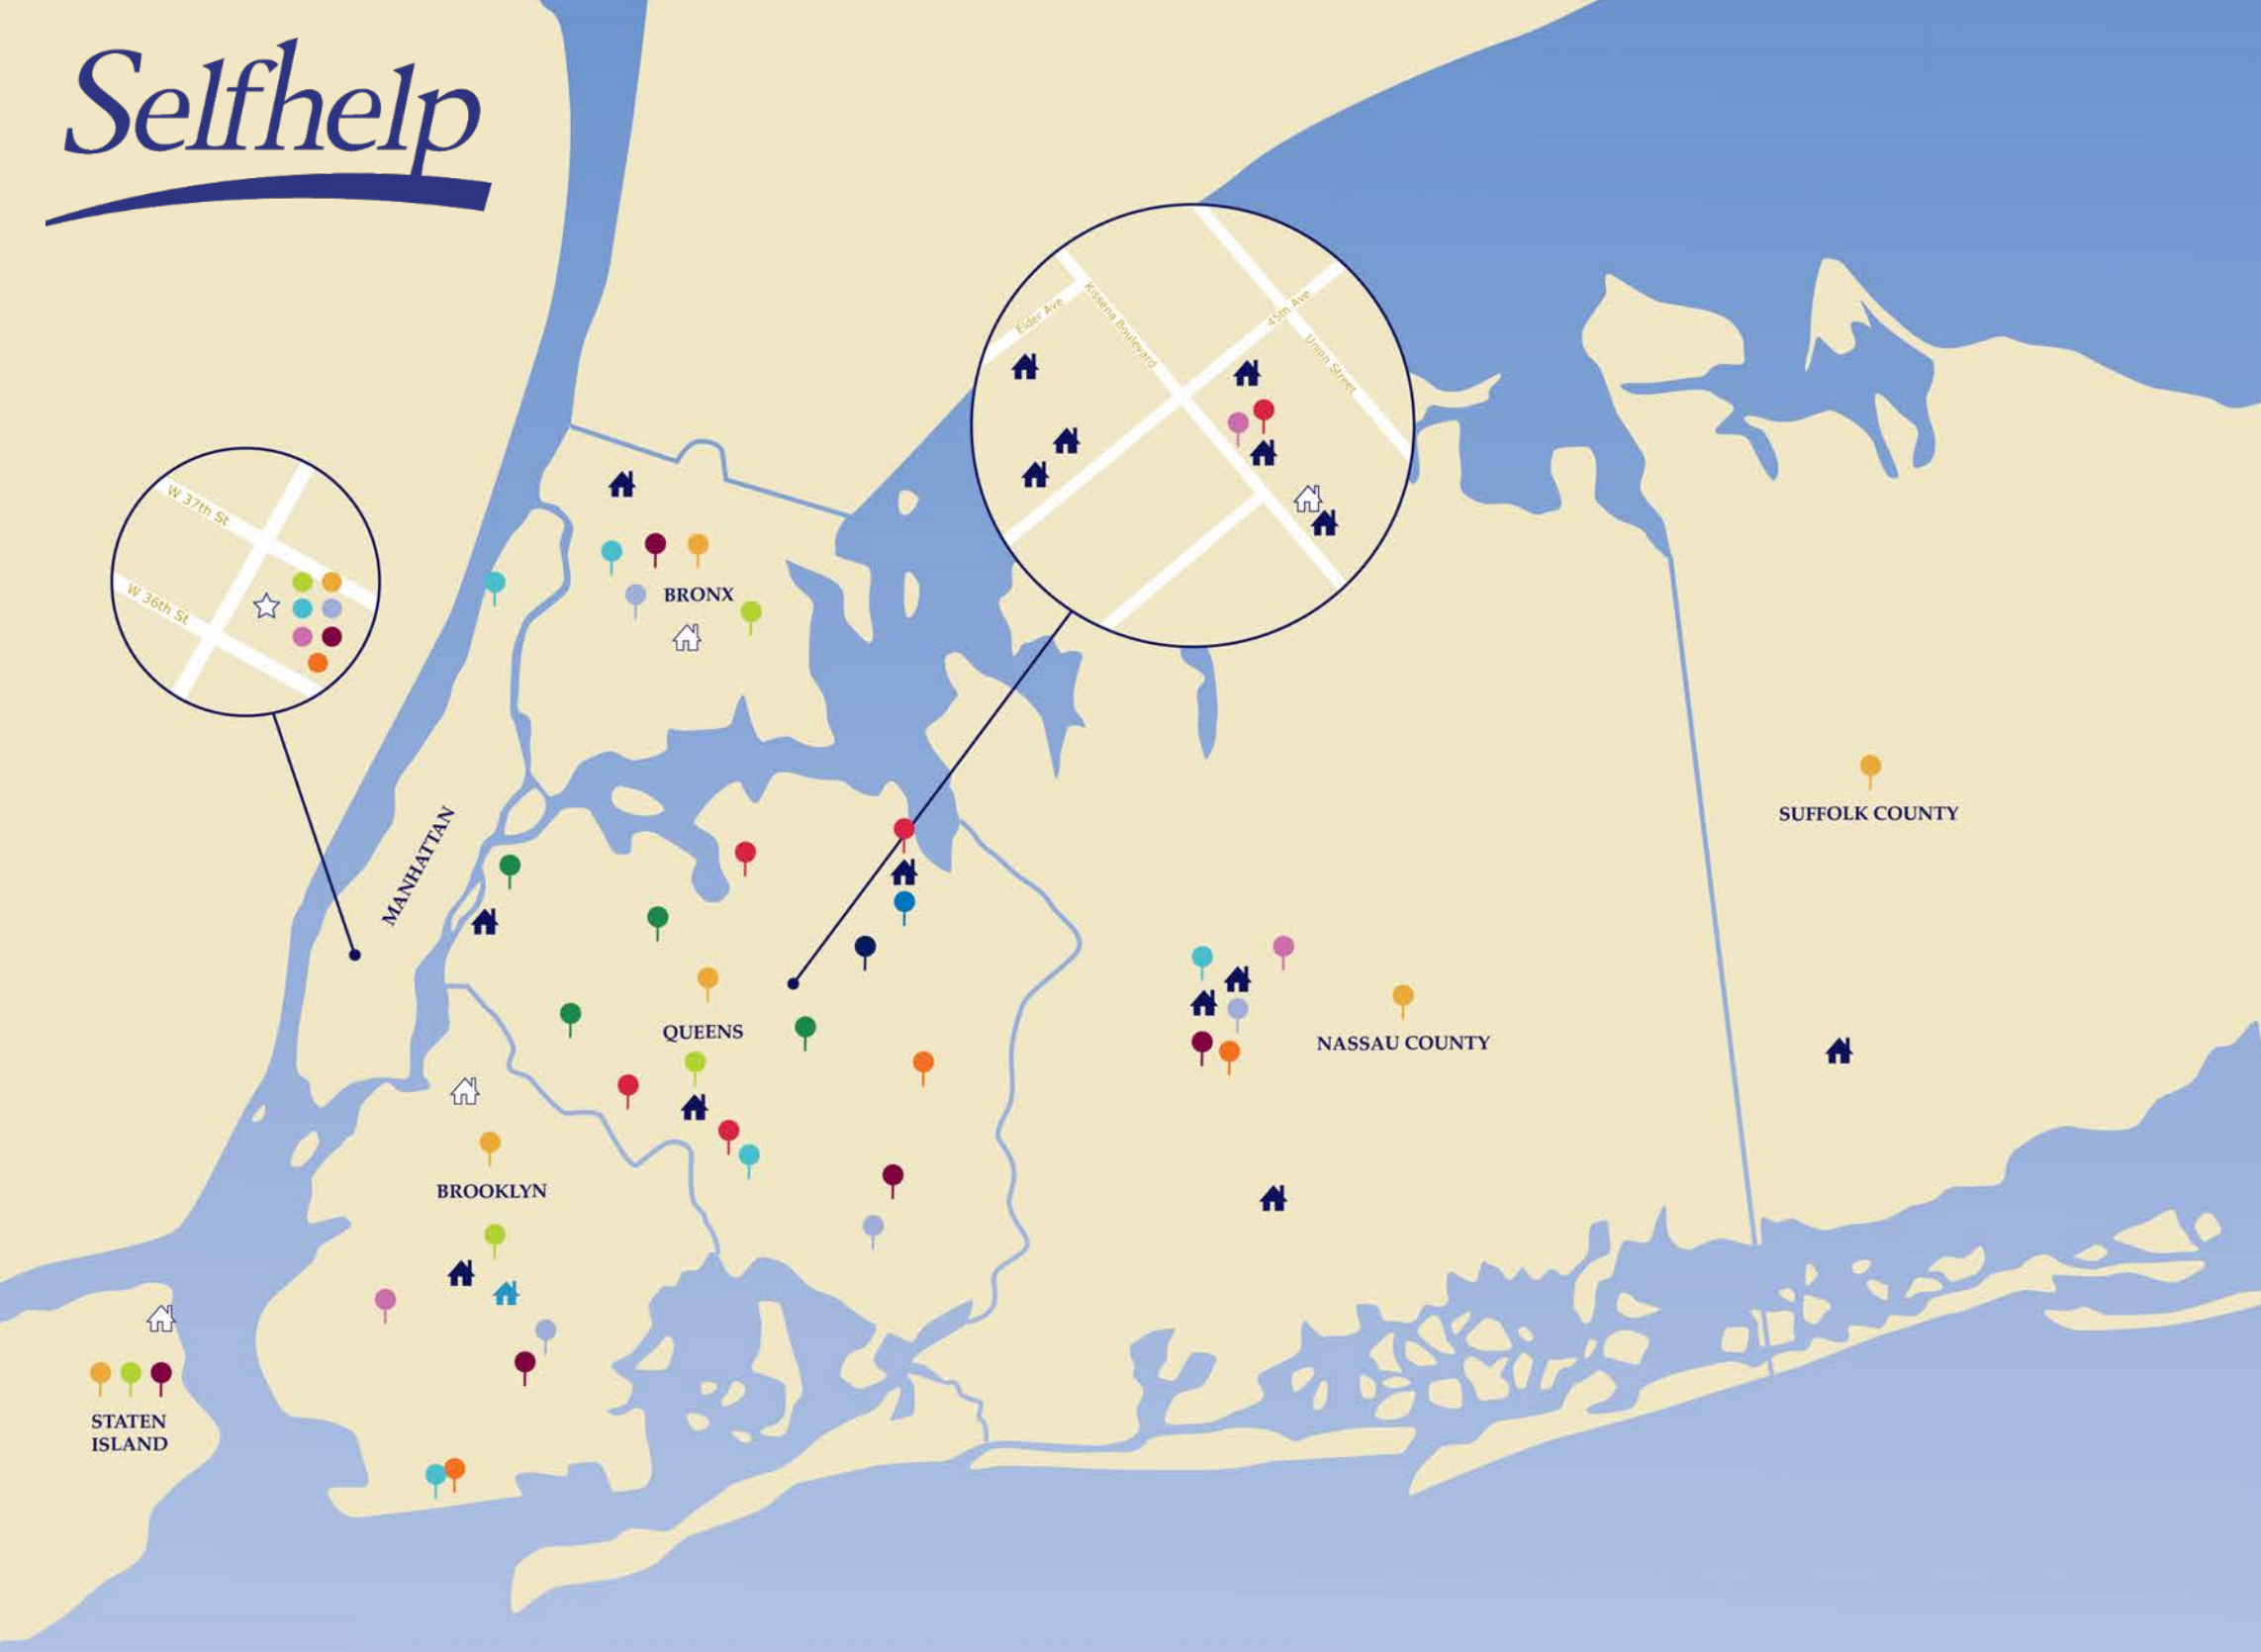 Selfhelp
Elder Ave
Kissena Boulevard
45th Ave
Union Street
W 37th St
W 36th St
BRONX
MANHATTAN
SUFFOLK COUNTY
QUEENS
NASSAU COUNTY
BROOKLYN
STATEN
ISLAND